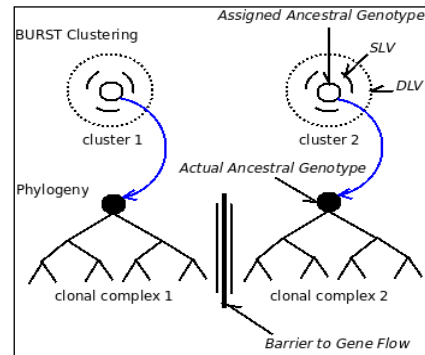 Assigned Ancestral Genotype
BURST Clustering
SLV
DLV
cluster 1
cluster 2
Actual Ancestral Genotype
Phylogeny
clonal complex 1
clonal complex 2
Barrier to Gene Flow